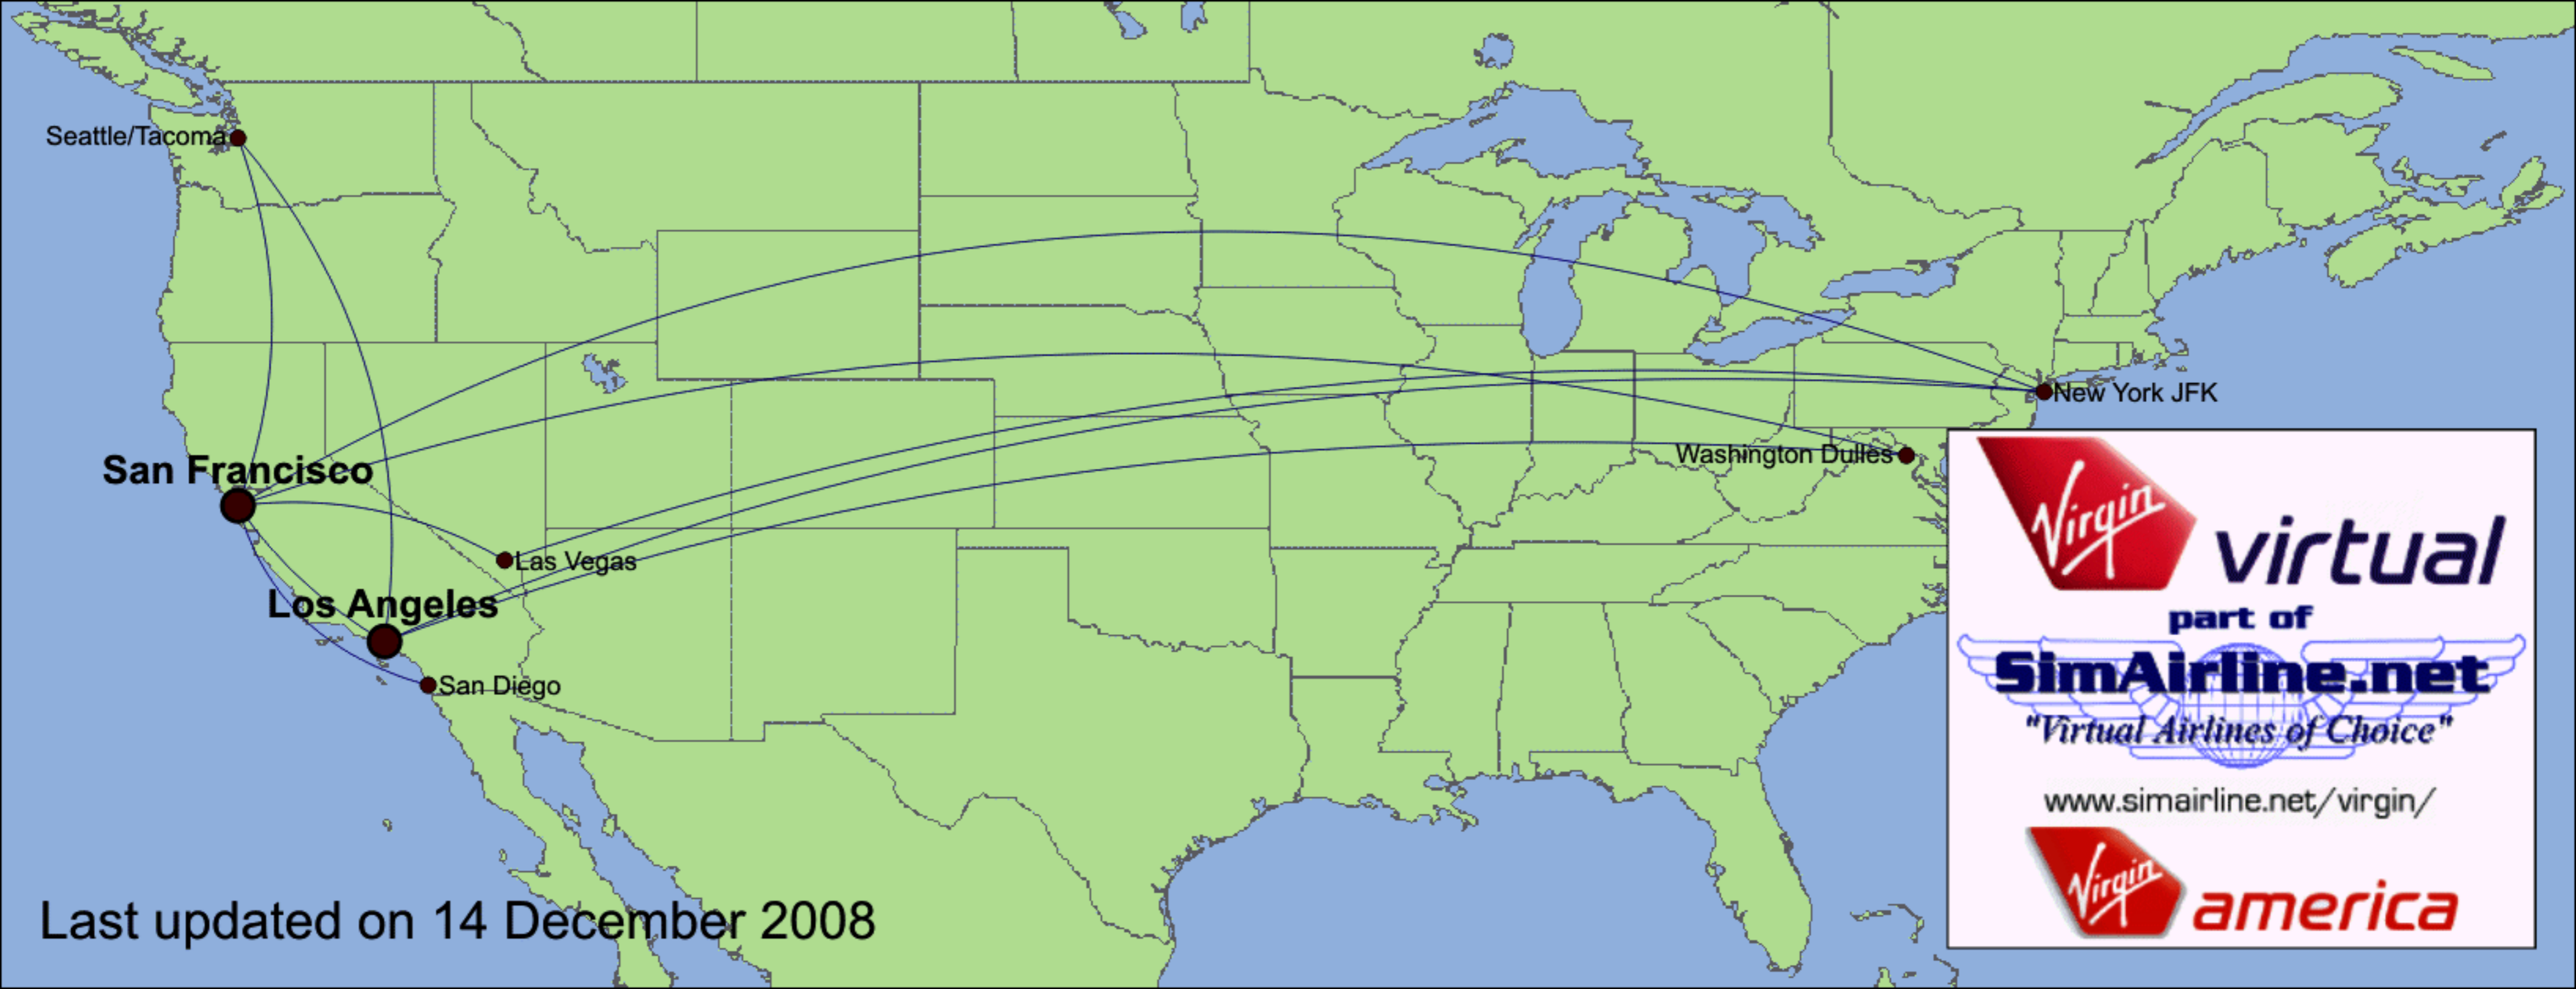 Seattle/Tacoma
New York JFK
Washington Dulles
San Francisco
Las Vegas
Los Angeles
San Diego
Virgin
virtual
part of
SimAirline.net
"Virtual Airlines of Choice"
www.simairline.net/virgin/
Virgin
america
Last updated on 14 December 2008